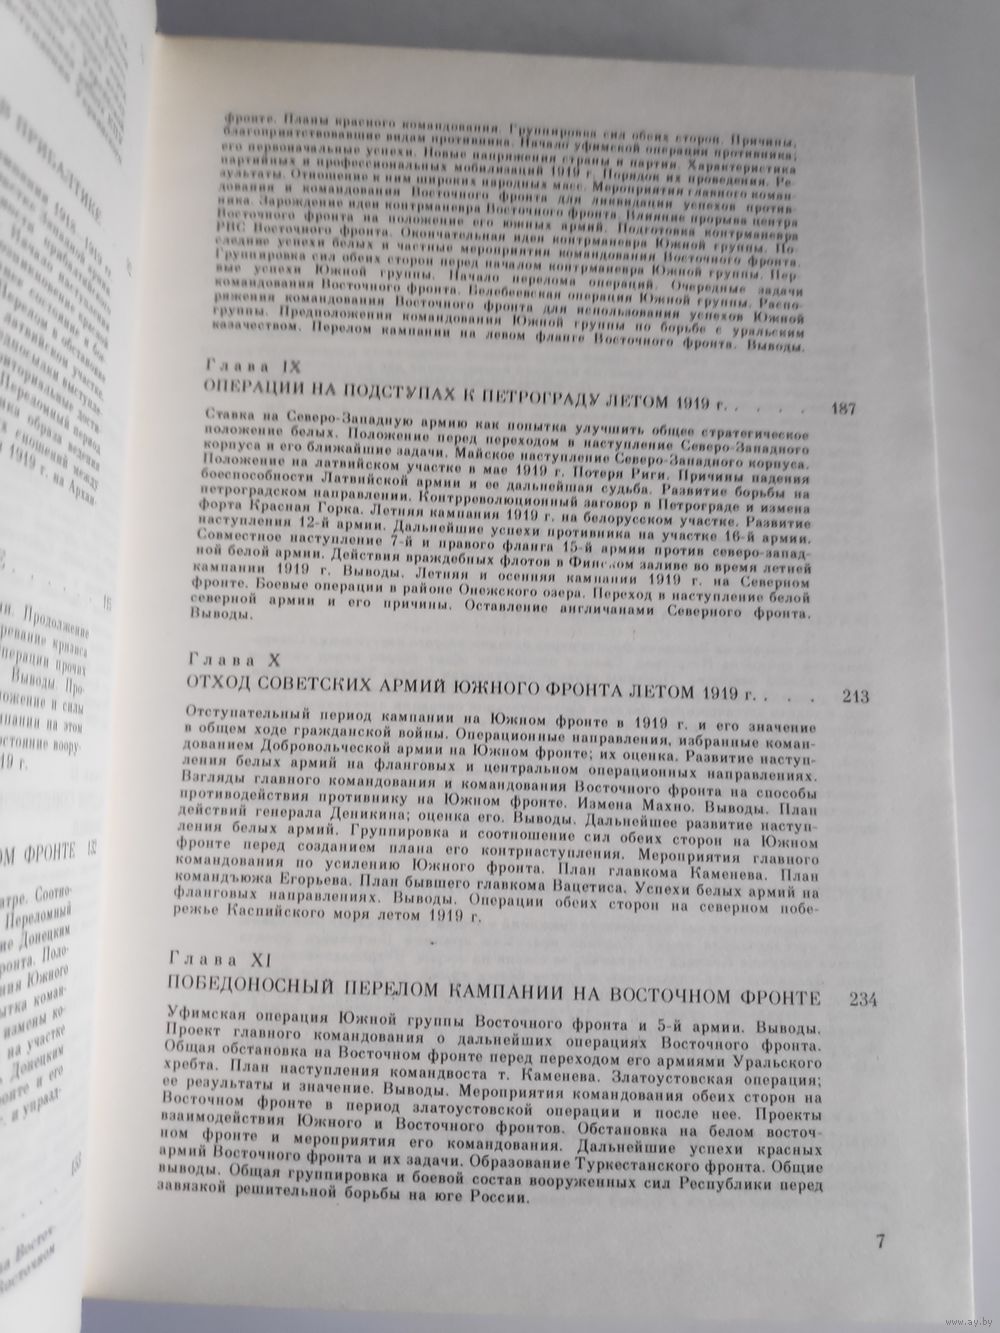 фронте. Планы красного командования. Группировка сил обеих сторон. Причины,
благоприятствовавшие видам противника. Начало уфимской операции противника;
его первоначальные успехи. Новые напряжения страны и партии. Характеристика
партийных и профессиональных мобилизаций 1919 г. Порядок их проведения. Ре-
зультаты. Отношение к ним широких народных масс. Мероприятия главного коман-
дования и командования Восточного фронта для ликвидации успехов против-
ника. Зарождение идеи контрманевра Восточного фронта. Влияние прорыва центра
Восточного фронта на положение его южных армий. Подготовка контрманевра
РВС Восточного фронта. Окончательная идея контрманевра Южной группы. По-
следние успехи белых и частные мероприятия командования Восточного фронта.
Группировка сил обеих сторон перед началом контрманевра Южной группы. Пер-
вые успехи Южной группы. Начало перелома операций. Очередные задачи
командования Восточного фронта. Белебеевская операция Южной группы. Распо-
ряжения командования Восточного фронта для использования успехов Южной
группы. Предположения командования Южной группы по борьбе с уральским
казачеством. Перелом кампании на левом фланге Восточного фронта. Выводы.
Глава IX
ОПЕРАЦИИ НА ПОДСТУПАХ К ПЕТРОГРАДУ ЛЕТОМ 1919 г. . . . . 187
Ставка на Северо-Западную армию как попытка улучшить общее стратегическое
положение белых. Положение перед переходом в наступление Северо-Западного
корпуса и его ближайшие задачи. Майское наступление Северо-Западного корпуса.
Положение на латвийском участке в мае 1919 г. Потеря Риги. Причины падения
боеспособности Латвийской армии и ее дальнейшая судьба. Развитие борьбы на
петроградском направлении. Контрреволюционный заговор в Петрограде и измена
форта Красная Горка. Летняя кампания 1919 г. на белорусском участке. Развитие
наступления 12-й армии. Дальнейшие успехи противника на участке 16-й армии.
Совместное наступление 7-й и правого фланга 15-й армии против северо-запад-
ной белой армии. Действия враждебных флотов в Финском заливе во время летней
кампании 1919 г. Выводы. Летняя и осенняя кампании 1919 г. на Северном
фронте. Боевые операции в районе Онежского озера. Переход в наступление белой
северной армии и его причины. Оставление англичанами Северного фронта.
Выводы.
Глава X
ОТХОД СОВЕТСКИХ АРМИЙ ЮЖНОГО ФРОНТА ЛЕТОМ 1919 г. . . . 213
Отступательный период кампании на Южном фронте в 1919 г. и его значение
в общем ходе гражданской войны. Операционные направления, избранные коман-
дованием Добровольческой армии на Южном фронте; их оценка. Развитие наступ-
ления белых армий на фланговых и центральном операционных направлениях.
Взгляды главного командования и командования Восточного фронта на способы
противодействия противнику на Южном фронте. Измена Махно. Выводы. План
действий генерала Деникина; оценка его. Выводы. Дальнейшее развитие наступ-
ления белых армий. Группировка и соотношение сил обеих сторон на Южном
фронте перед созданием плана его контрнаступления. Мероприятия главного
командования по усилению Южного фронта. План главкома Каменева. План
командъюжа Егорьева. План бывшего главкома Вацетиса. Успехи белых армий на
фланговых направлениях. Выводы. Операции обеих сторон на северном побе-
режье Каспийского моря летом 1919 г.
Глава XI
ПОБЕДОНОСНЫЙ ПЕРЕЛОМ КАМПАНИИ НА ВОСТОЧНОМ ФРОНТЕ 234
Уфимская операция Южной группы Восточного фронта и 5-й армии. Выводы.
Проект главного командования о дальнейших операциях Восточного фронта.
Общая обстановка на Восточном фронте перед переходом его армиями Уральского
хребта. План наступления командвоста т. Каменева. Златоустовская операция;
ее результаты и значение. Выводы. Мероприятия командования обеих сторон на
Восточном фронте в период златоустовской операции и после нее. Проекты
взаимодействия Южного и Восточного фронтов. Обстановка на белом восточ-
ном фронте и мероприятия его командования. Дальнейшие успехи красных
армий Восточного фронта и их задачи. Образование Туркестанского фронта. Общие
выводы. Общая группировка и боевой состав вооруженных сил Республики перед
завязкой решительной борьбы на юге России.
7
www.ay.by